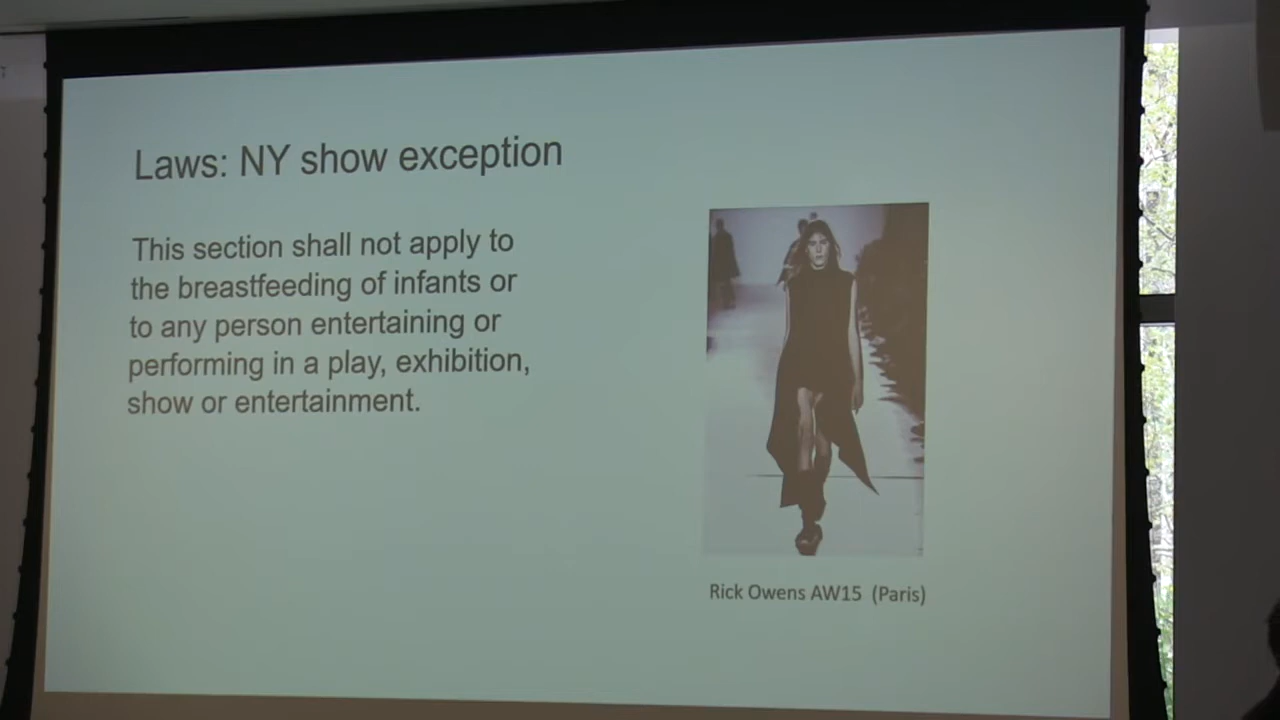 Laws: NY show exception
This section shall not apply to
the breastfeeding of infants or
to any person entertaining or
performing in a play, exhibition,
show or entertainment.
Rick Owens AW15 (Paris)